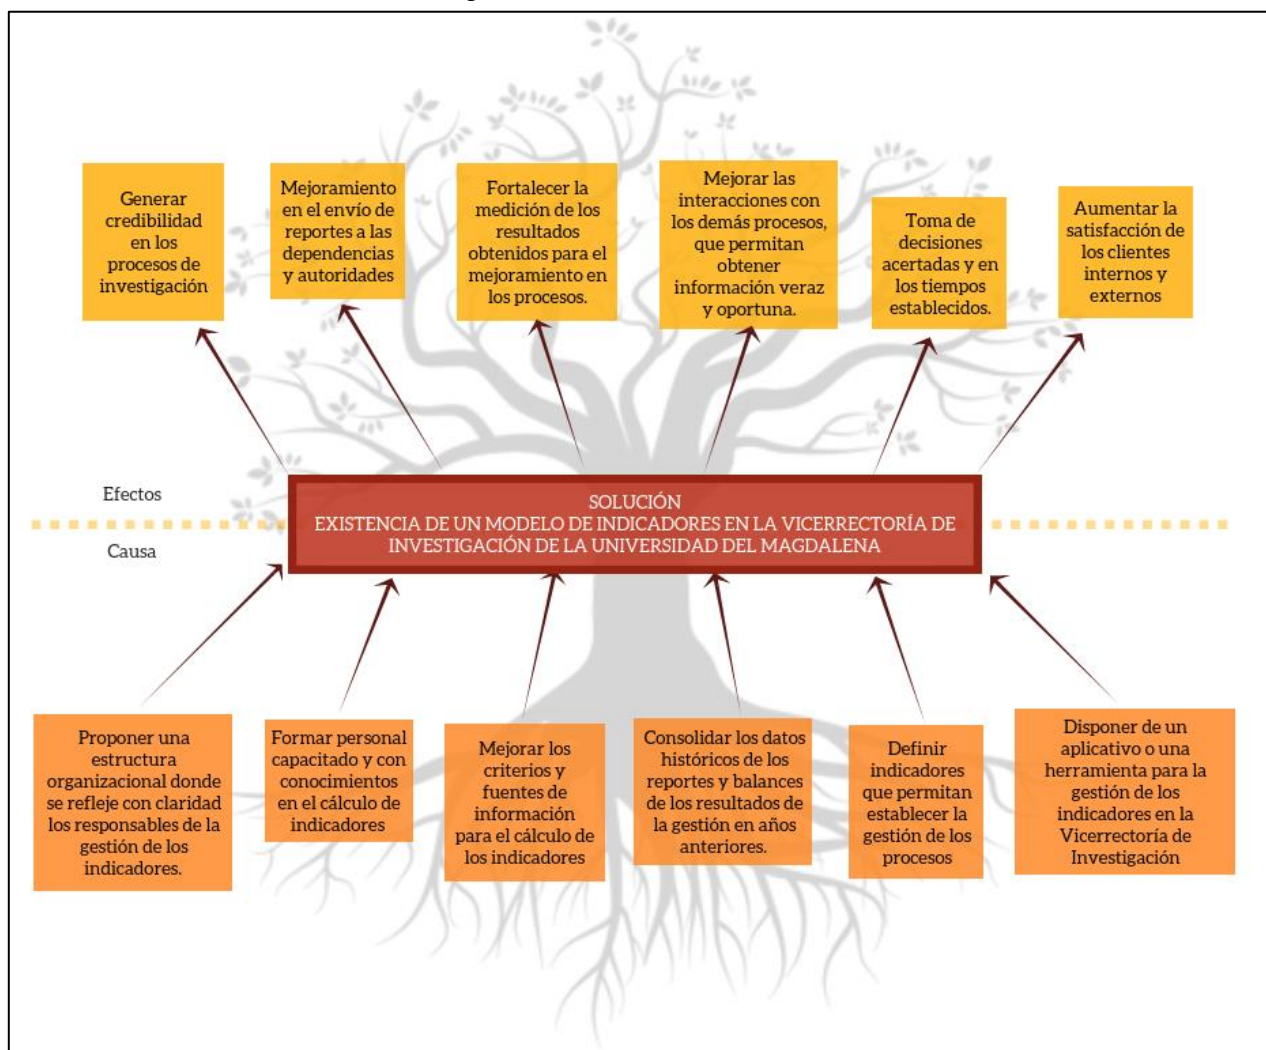 Generar
credibilidad
en los
procesos de
investigación
Mejoramiento
en el envío de
reportes a las
dependencias
y autoridades
Fortalecer la
medición de los
resultados
obtenidos para el
mejoramiento en
los procesos.
Mejorar las
interacciones con
los demás procesos,
que permitan
obtener
información veraz
y oportuna.
Toma de
decisiones
acertadas y en
los tiempos
establecidos.
Aumentar la
satisfacción de
los clientes
internos y
externos
Efectos
SOLUCIÓN
EXISTENCIA DE UN MODELO DE INDICADORES EN LA VICERRECTORÍA DE
INVESTIGACIÓN DE LA UNIVERSIDAD DEL MAGDALENA
Causa
Proponer una
estructura
organizacional donde
se refleje con claridad
los responsables de la
gestión de los
indicadores.
Formar personal
capacitado y con
conocimientos
en el cálculo de
indicadores
Mejorar los
criterios y
fuentes de
información
para el cálculo de
los indicadores
Consolidar los datos
históricos de los
reportes y balances
de los resultados de
la gestión en años
anteriores.
Definir
indicadores
que permitan
establecer la
gestión de los
procesos
Disponer de un
aplicativo o una
herramienta para la
gestión de los
indicadores en la
Vicerrectoría de
Investigación